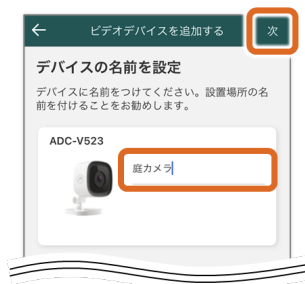 ビデオデバイスを追加する 次
デバイスの名前を設定
デバイスに名前をつけてください。設置場所の名
前を付けることをお勧めします。
ADC-V523
庭カメラ